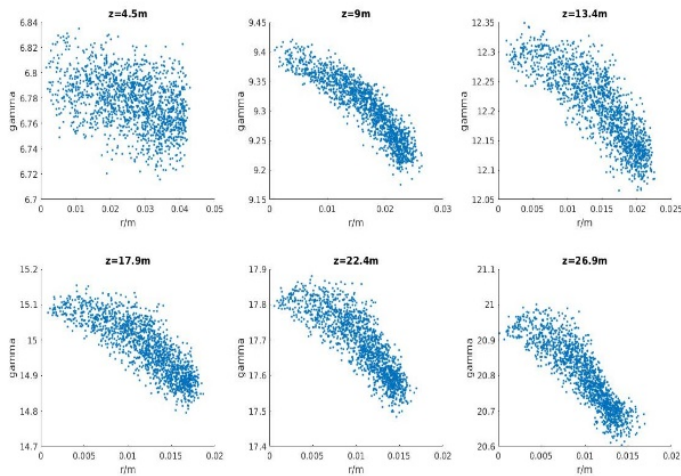 z=4.5m
6.84
6.82
6.8
6.78
6.76
6.74
6.72
6.7
gamma
0 0.01 0.02 0.03 0.04 0.05
r/m
z=9m
9.45
9.4
9.35
9.3
9.25
9.2
9.15
gamma
0 0.01 0.02 0.03
r/m
z=13.4m
12.35
12.3
12.25
12.2
12.15
12.1
12.05
gamma
0 0.005 0.01 0.015 0.02 0.025
r/m
z=17.9m
15.2
15.1
15
14.9
14.8
14.7
gamma
0 0.005 0.01 0.015 0.02
r/m
z=22.4m
17.9
17.8
17.7
17.6
17.5
17.4
gamma
0 0.005 0.01 0.015 0.02
r/m
z=26.9m
21.1
21
20.9
20.8
20.7
20.6
gamma
0 0.005 0.01 0.015 0.02
r/m